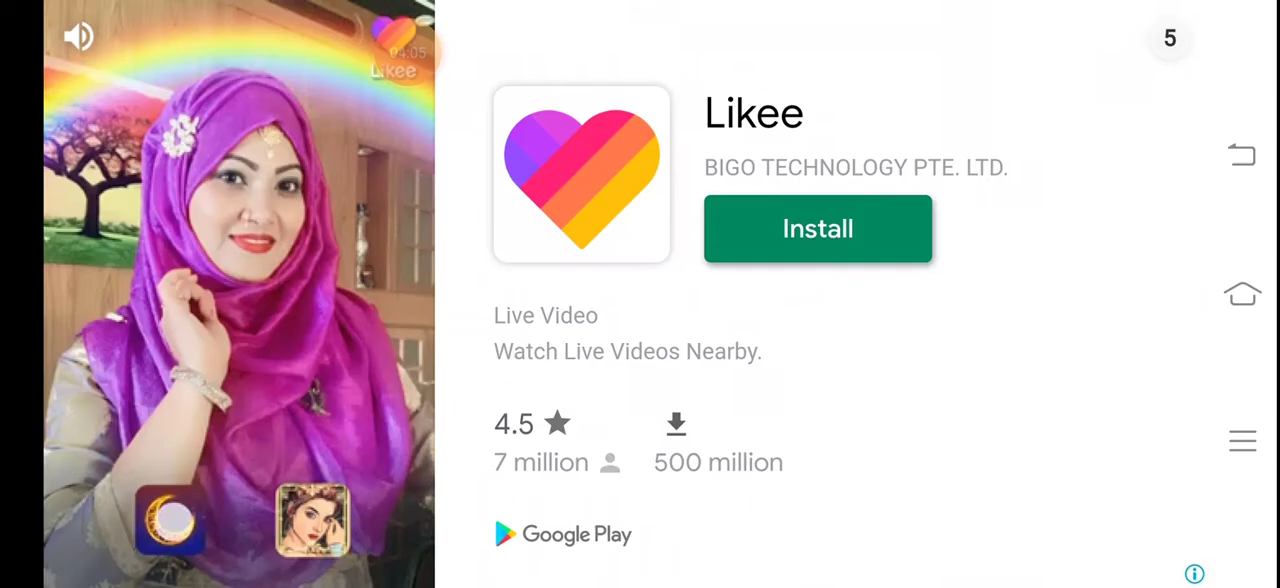 04:05
Likee
5
Likee
BIGO TECHNOLOGY PTE. LTD.
Install
Live Video
Watch Live Videos Nearby.
4.5
7 million
500 million
Google Play